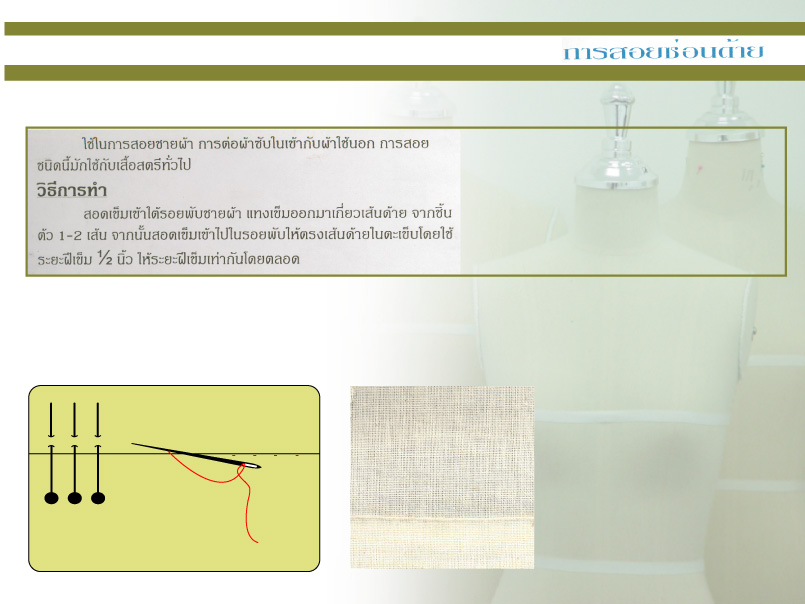 การสอยซ่อนด้าย
ใช้ในการสอยชายผ้า การต่อผ้าซับในเข้ากับผ้าใช้นอก การสอย
ชนิดนี้มักใช้กับเสื้อสตรีทั่วไป
วิธีการทำ
สอดเข็มเข้าใต้รอยพับชายผ้า แทงเข็มออกมาเกี่ยวเส้นด้าย จากชิ้น
ตัว 1-2 เส้น จากนั้นสอดเข็มเข้าไปในรอยพับให้ตรงเส้นด้ายในตะเข็บโดยใช้
ระยะฝีเข็ม ½ นิ้ว ให้ระยะฝีเข็มเท่ากันโดยตลอด